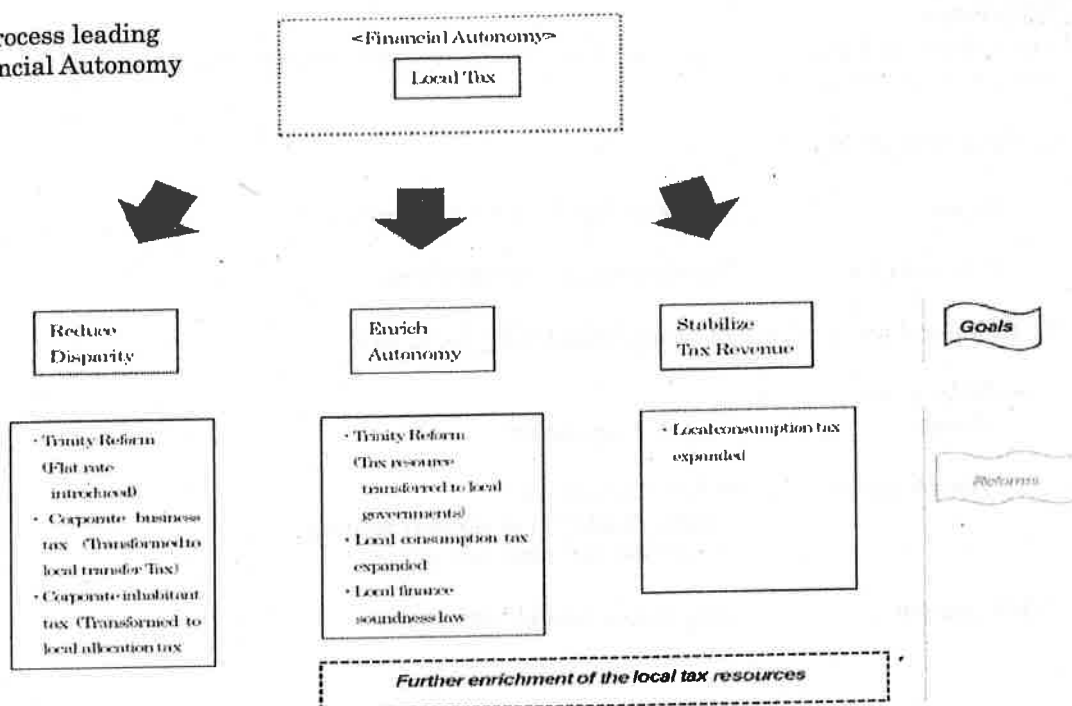 rocess leading
ncial Autonomy
<Financial Autonomy>
Local Tax
Reduce
Disparity
Enrich
Autonomy
Stabilize
Tax Revenue
Goals
・Trinity Reform
(Flat rate
introduced)
・Corporate business
tax (Transformed to
local transfer Tax)
・Corporate inhabitant
tax (Transformed to
local allocation tax
・Trinity Reform
(Tax resource
transferred to local
governments)
・Local consumption tax
expanded
・Local finance
soundness law
・Local consumption tax
expanded
Reforms
Further enrichment of the local tax resources